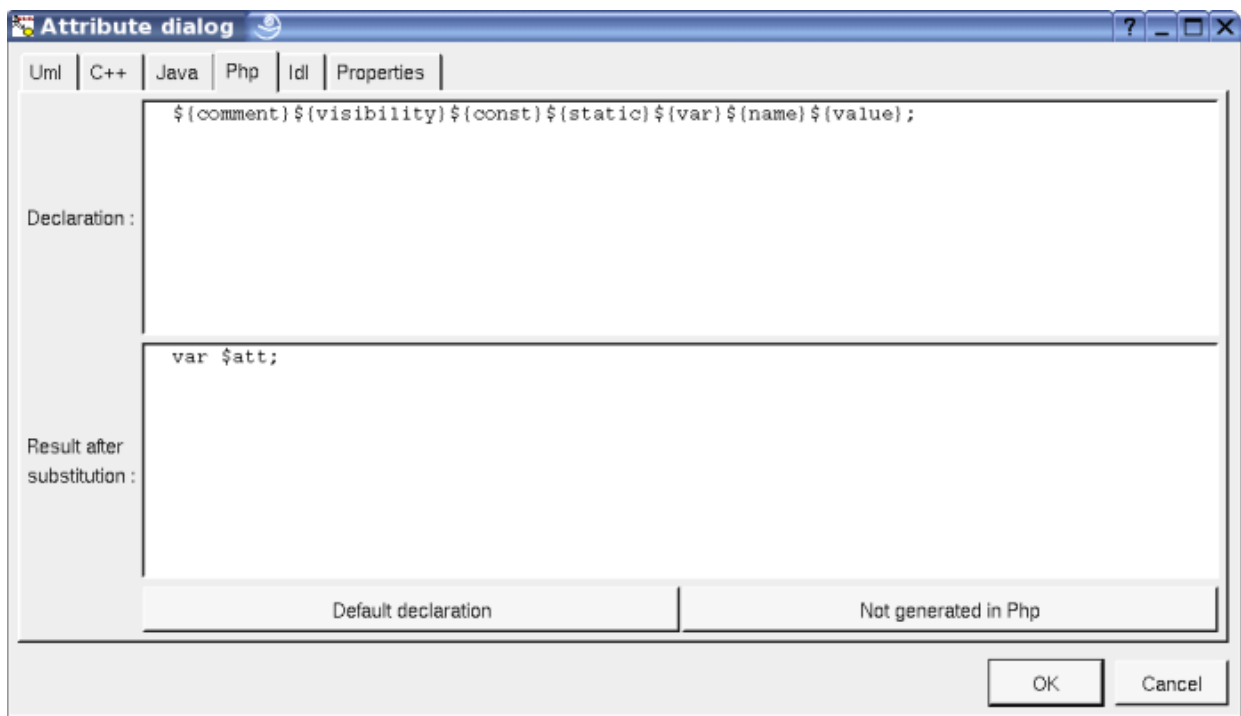 Attribute dialog
Uml C++ Java Php Idl Properties
${comment}${visibility}${const}${static}${var}${name}${value};
Declaration :
var $att;
Result after
substitution :
Default declaration Not generated in Php
OK Cancel